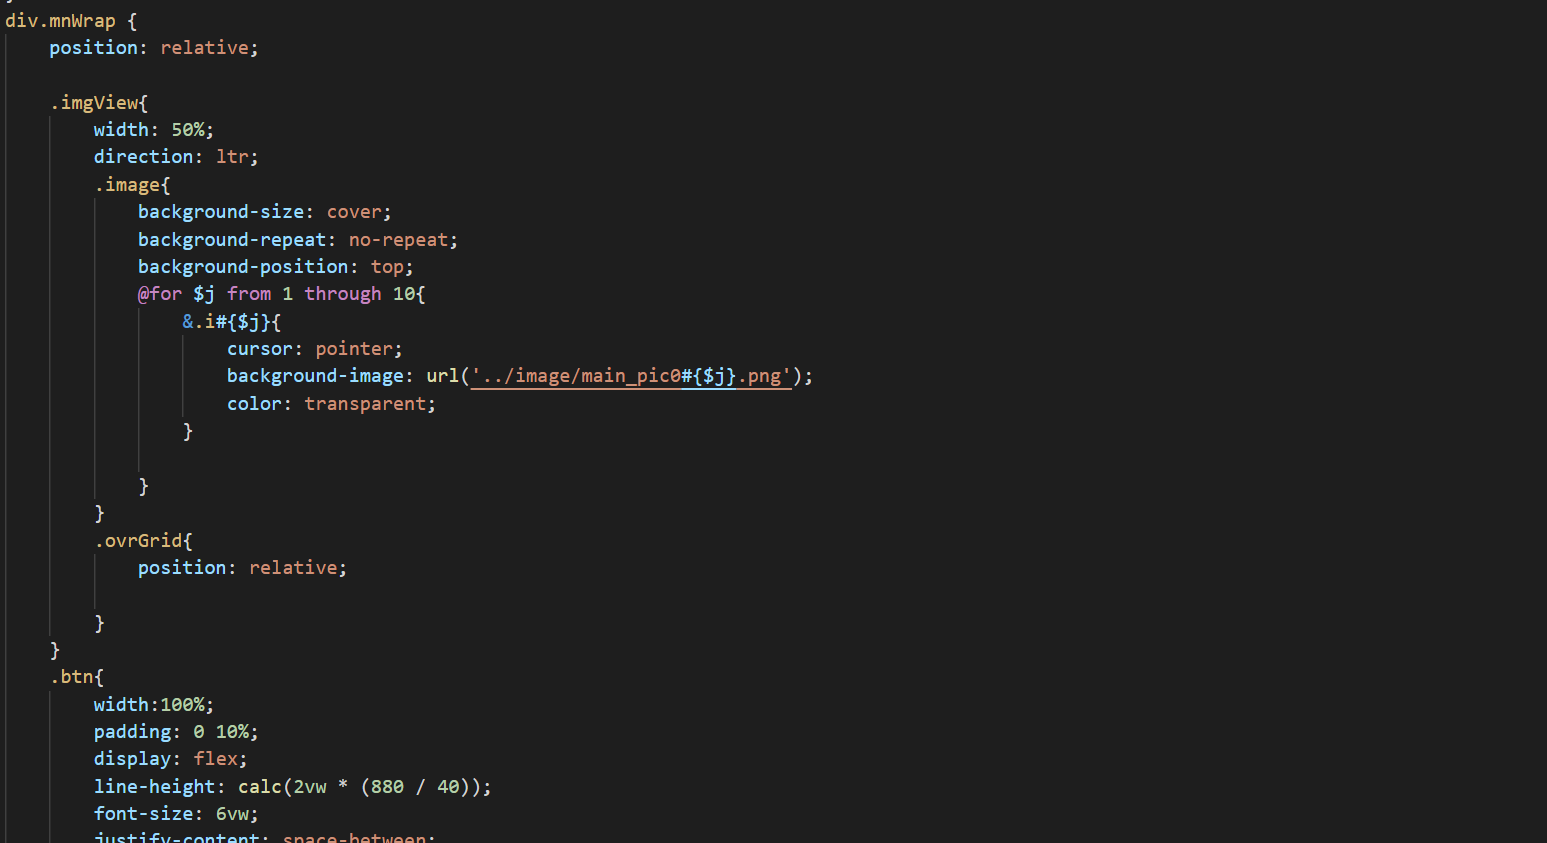 div.mnWrap {
position: relative;
.imgView{
width: 50%;
direction: ltr;
.image{
background-size: cover;
background-repeat: no-repeat;
background-position: top;
@for $j from 1 through 10{
&.i#{$j}{
cursor: pointer;
background-image: url('../image/main_pic0#{$j}.png');
color: transparent;
}
}
}
.ovrGrid{
position: relative;
}
}
.btn{
width:100%;
padding: 0 10%;
display: flex;
line-height: calc(2vw * (880 / 40));
font-size: 6vw;
justify-content: space-between;